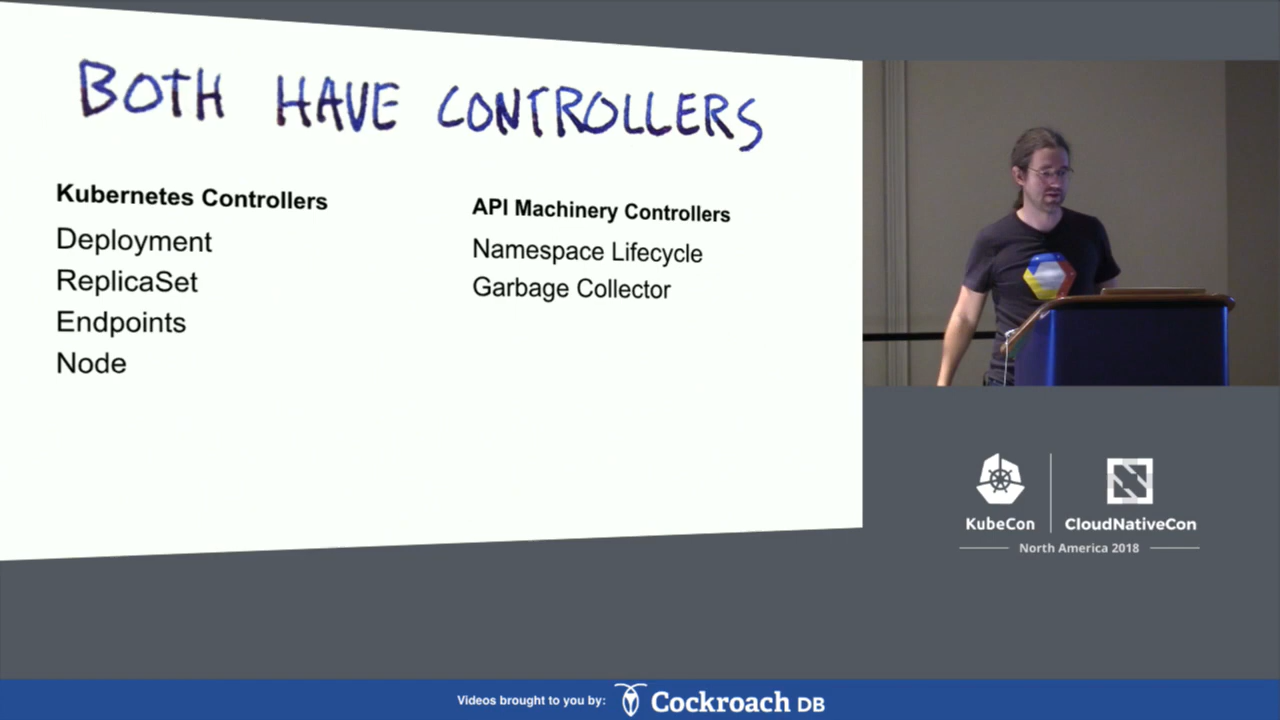 BOTH HAVE CONTROLLERS
Kubernetes Controllers
Deployment
ReplicaSet
Endpoints
Node
API Machinery Controllers
Namespace Lifecycle
Garbage Collector
KubeCon
CloudNativeCon
North America 2018
Videos brought to you by:
Cockroach DB